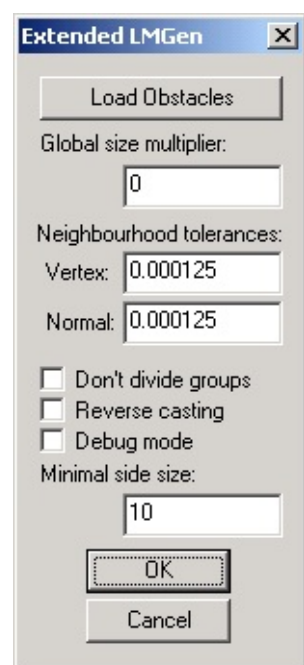 Extended LMGen
Load Obstacles
Global size multiplier:
0
Neighbourhood tolerances:
Vertex: 0.000125
Normal: 0.000125
Don't divide groups
Reverse casting
Debug mode
Minimal side size:
10
OK
Cancel